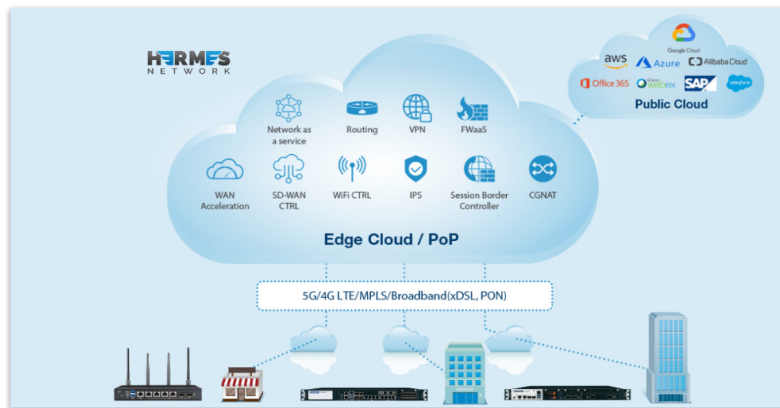 HERMES
NETWORK
Google Cloud
aws
Azure
Alibaba Cloud
Office 365
Cisco
webex
SAP
salesforce
Public Cloud
Network as
a service
Routing
VPN
FWaaS
WAN
Acceleration
SD-WAN
CTRL
WiFi CTRL
IPS
Session Border
Controller
CGNAT
Edge Cloud / PoP
5G/4G LTE/MPLS/Broadband(xDSL, PON)